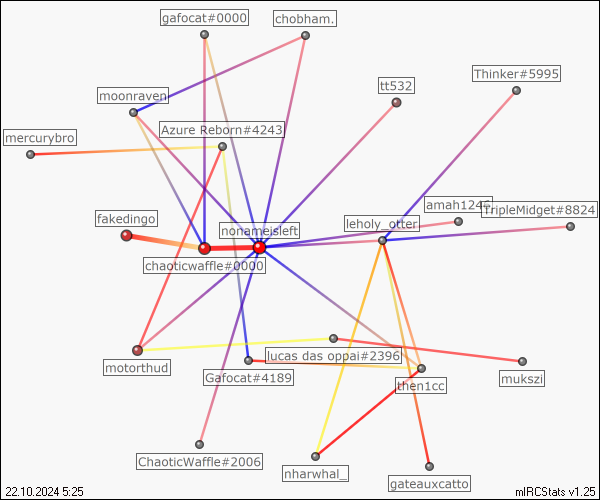 gafocat#0000
chobham.
Thinker#5995
tt532
moonraven
Azure Reborn#4243
mercurybro
amah1246
TripleMidget#8824
fakedingo
leholy_otter
nonameisleft
chaoticwaffle#0000
lucas das oppai#2396
motorthud
Gafocat#4189
mukszi
then1cc
ChaoticWaffle#2006
nharwhal_
gateauxcatto
22.10.2024 5:25
mIRCStats v1.25